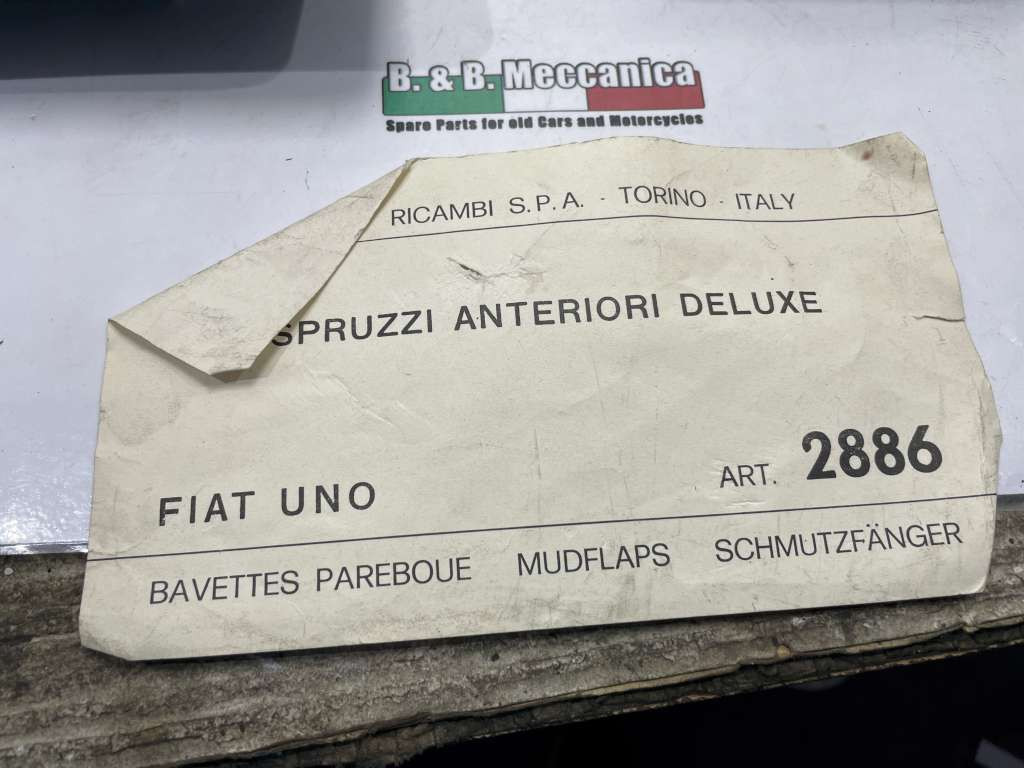 B. & B. Meccanica
Spare Parts for old Cars and Motorcycles
RICAMBI S.P.A. - TORINO - ITALY
SPRUZZI ANTERIORI DELUXE
FIAT UNO
ART. 2886
BAVETTES PAREBOUE MUDFLAPS SCHMUTZFÄNGER